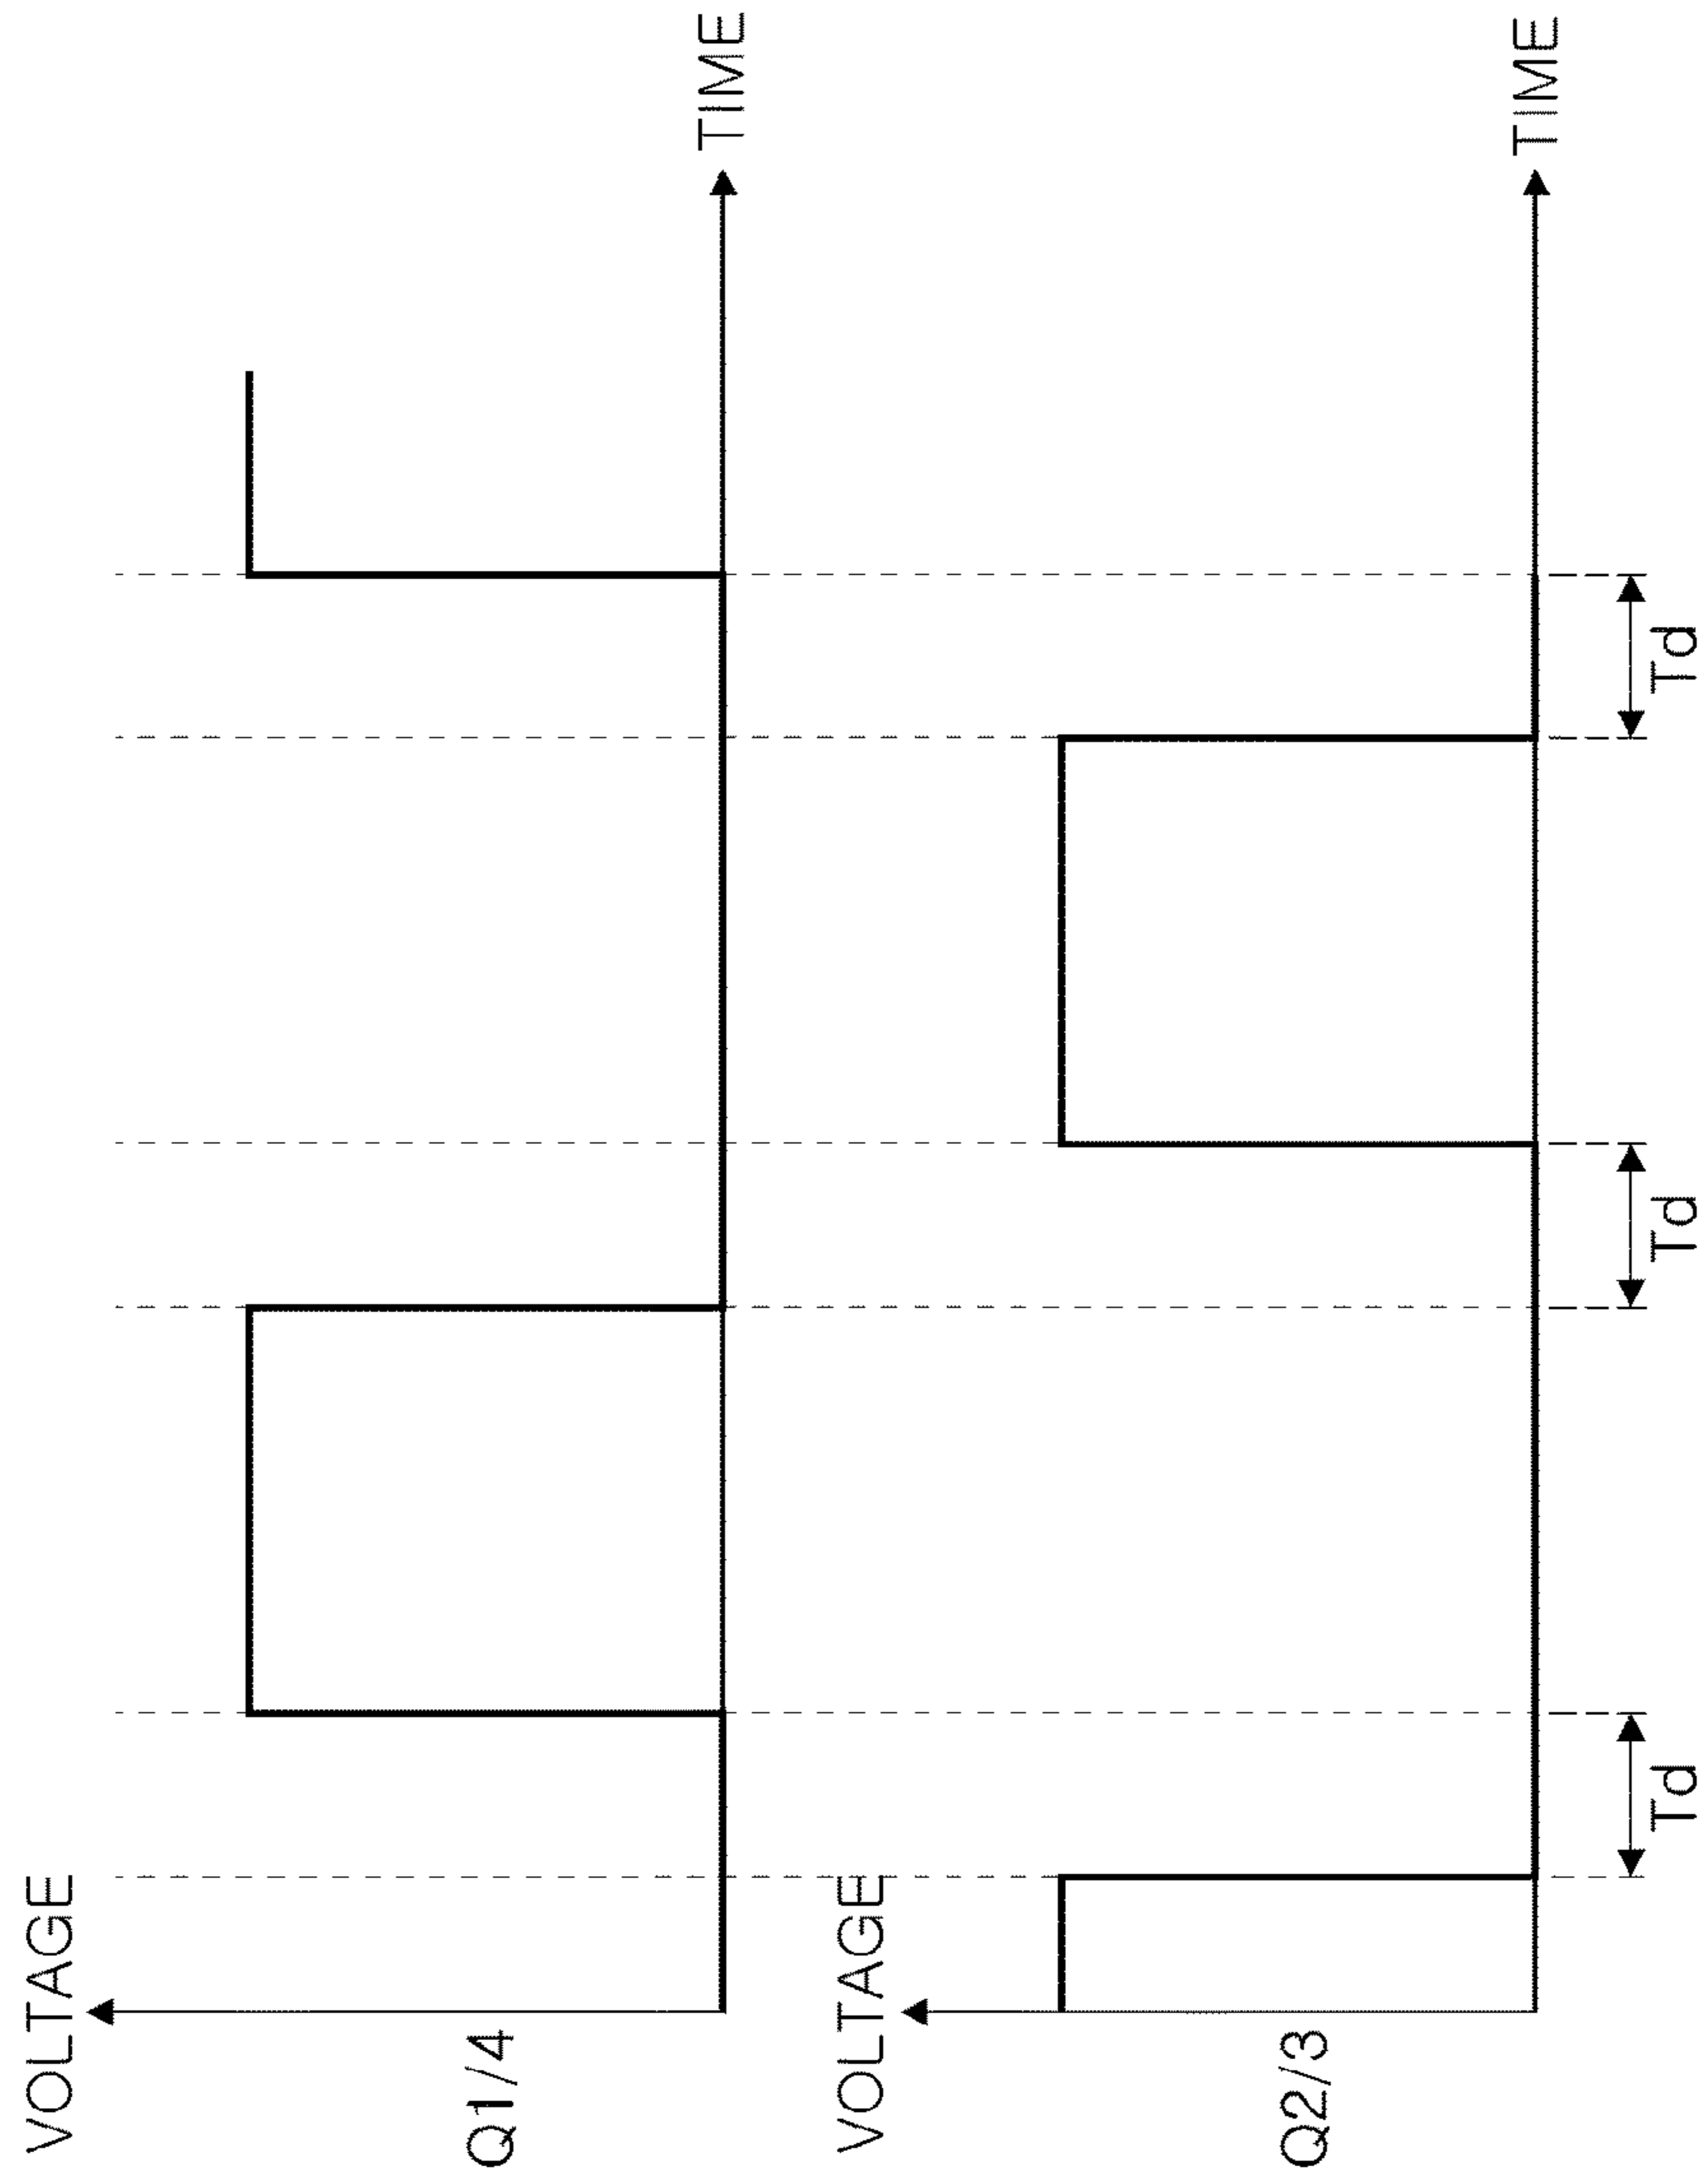 VOLTAGE
Q1/4
TIME
VOLTAGE
Q2/3
TIME
Td
Td
Td